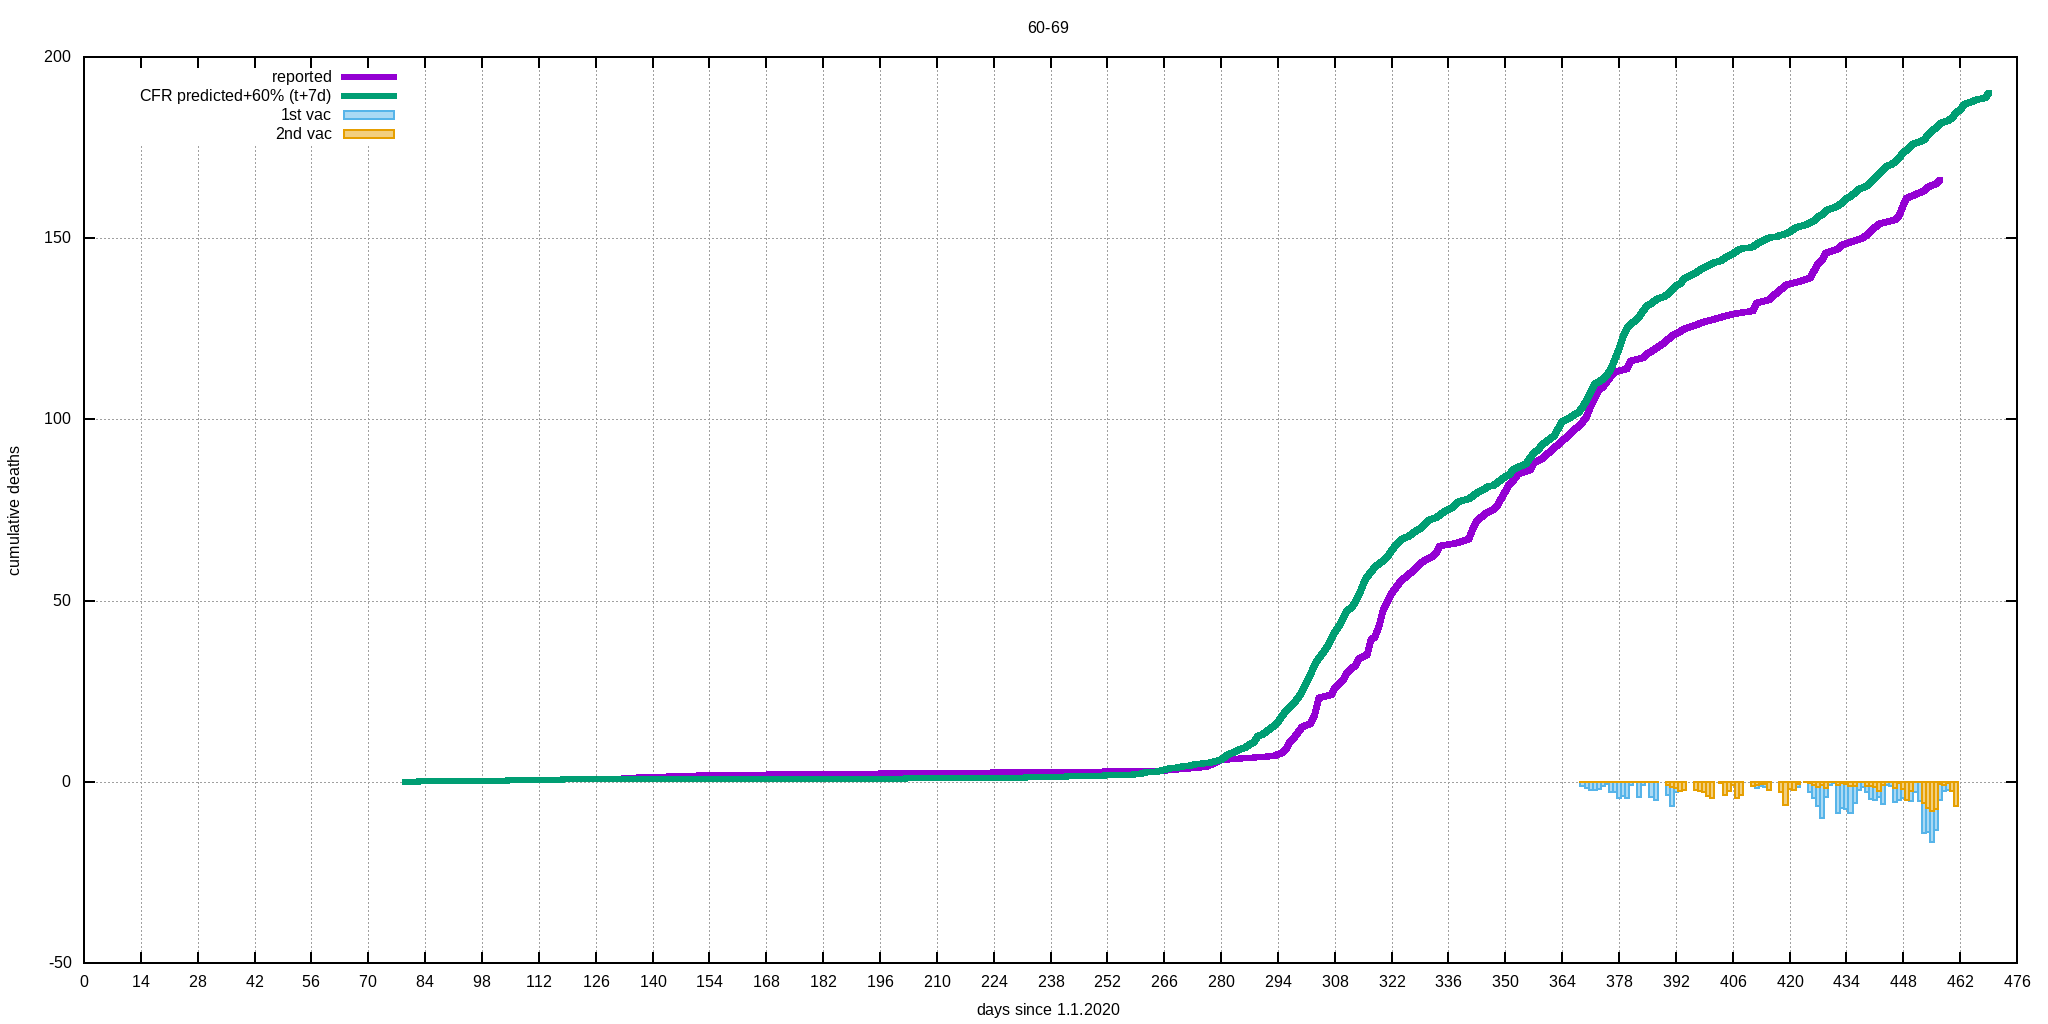 60-69
reported
CFR predicted+60% (t+7d)
1st vac
2nd vac
200
150
100
50
0
-50
cumulative deaths
0 14 28 42 56 70 84 98 112 126 140 154 168 182 196 210 224 238 252 266 280 294 308 322 336 350 364 378 392 406 420 434 448 462 476
days since 1.1.2020